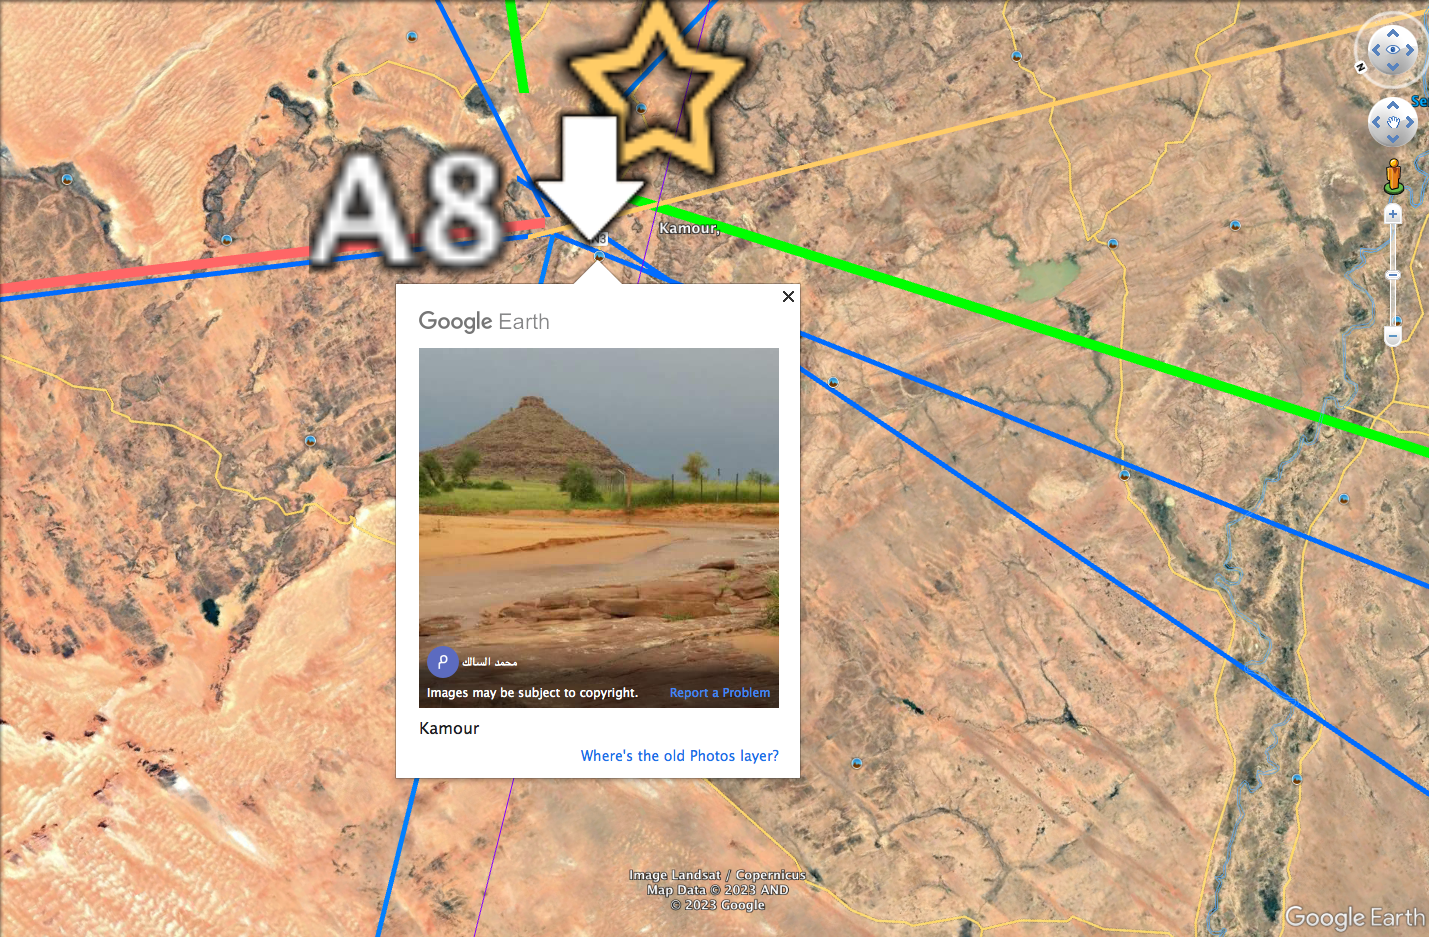 A8
N
Se
N3
Kamour,
Google Earth
محمد السالك
م
Images may be subject to copyright.
Report a Problem
Kamour
Where's the old Photos layer?
Image Landsat / Copernicus
Map Data © 2023 AND
© 2023 Google
Google Earth